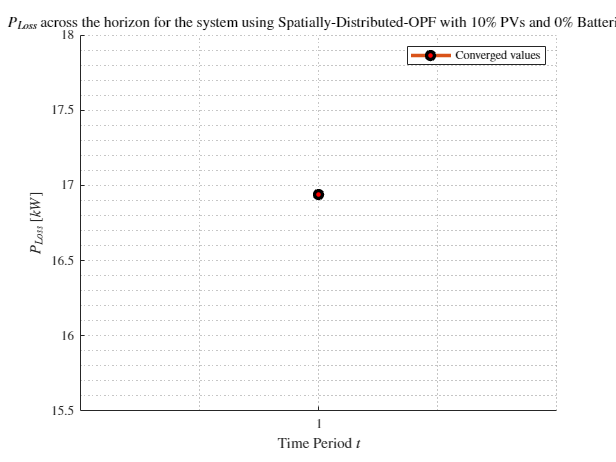 P_Loss across the horizon for the system using Spatially-Distributed-OPF with 10% PVs and 0% Batteri
Converged values
18
17.5
17
16.5
16
15.5
P_Loss [kW]
1
Time Period t